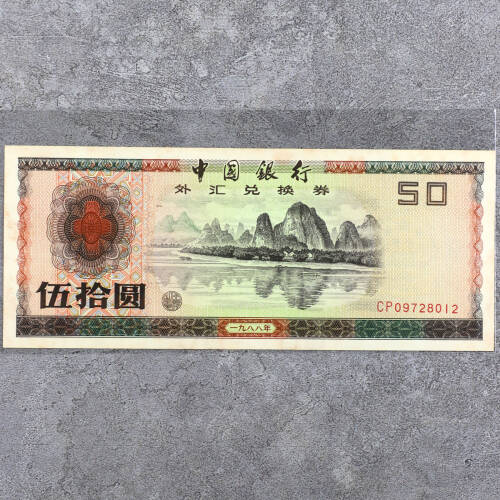 中国银行
外汇兑换券
50
伍拾圆
CP09728012
一九八八年